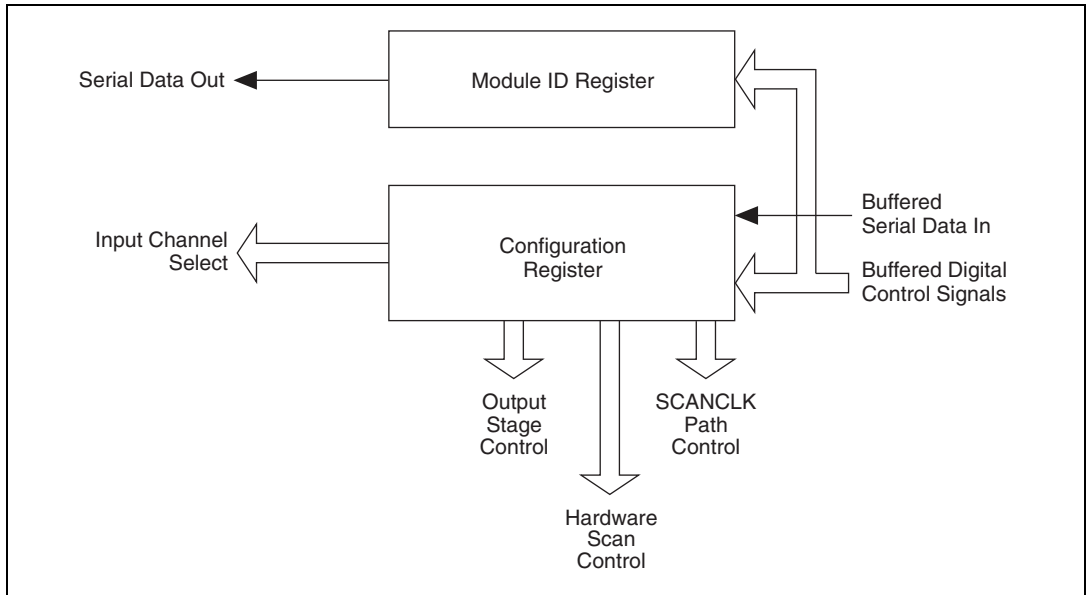 Module ID Register
Serial Data Out
Buffered
Serial Data In
Input Channel
Select
Configuration
Register
Buffered Digital
Control Signals
Output
Stage
Control
SCANCLK
Path
Control
Hardware
Scan
Control